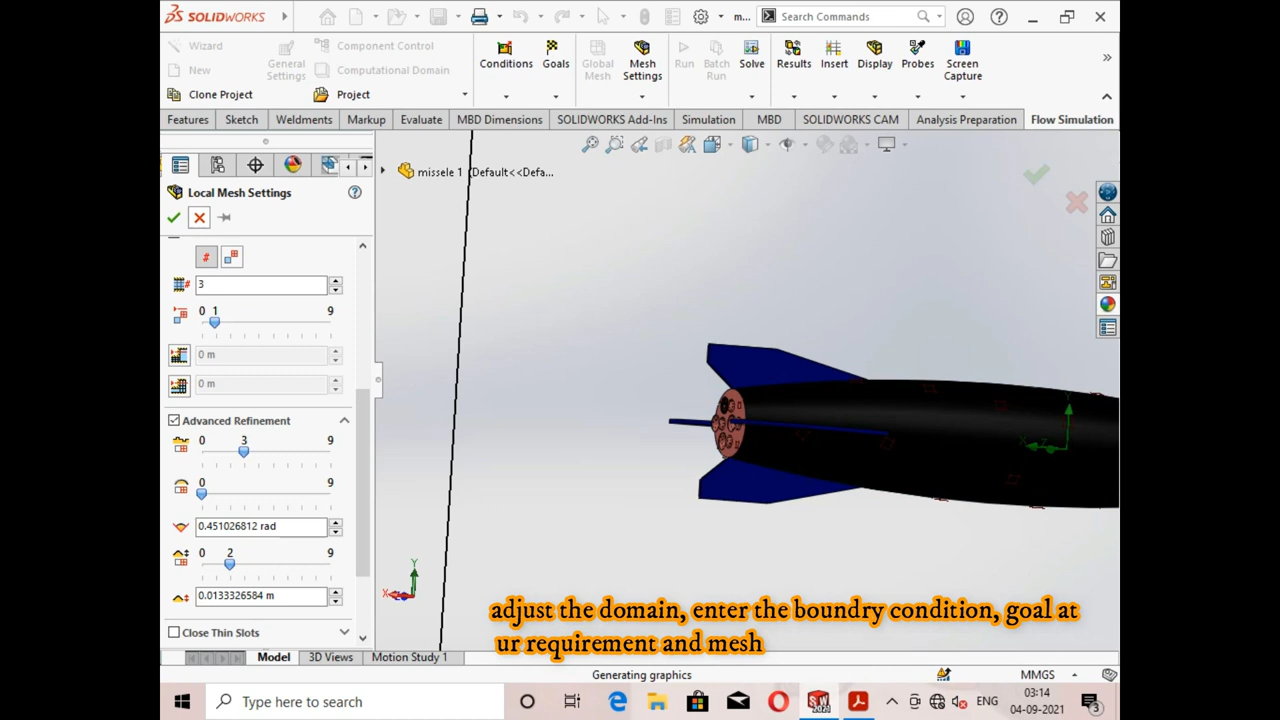 SOLIDWORKS
m...
Search Commands
Wizard
New
Clone Project
General Settings
Component Control
Computational Domain
Project
Conditions
Goals
Global Mesh
Mesh Settings
Run
Batch Run
Solve
Results
Insert
Display
Probes
Screen Capture
Features Sketch Weldments Markup Evaluate MBD Dimensions SOLIDWORKS Add-Ins Simulation MBD SOLIDWORKS CAM Analysis Preparation Flow Simulation
missele 1 (Default<<Defa...
Local Mesh Settings
3
0 1 9
0 m
0 m
Advanced Refinement
0 3 9
0 9
0.451026812 rad
0 2 9
0.0133326584 m
Close Thin Slots
Y
X
Z
Y
X
adjust the domain, enter the boundry condition, goal at
ur requirement and mesh
Model 3D Views Motion Study 1
Generating graphics
MMGS
Type here to search
SW
2021
ENG
03:14
04-09-2021
3